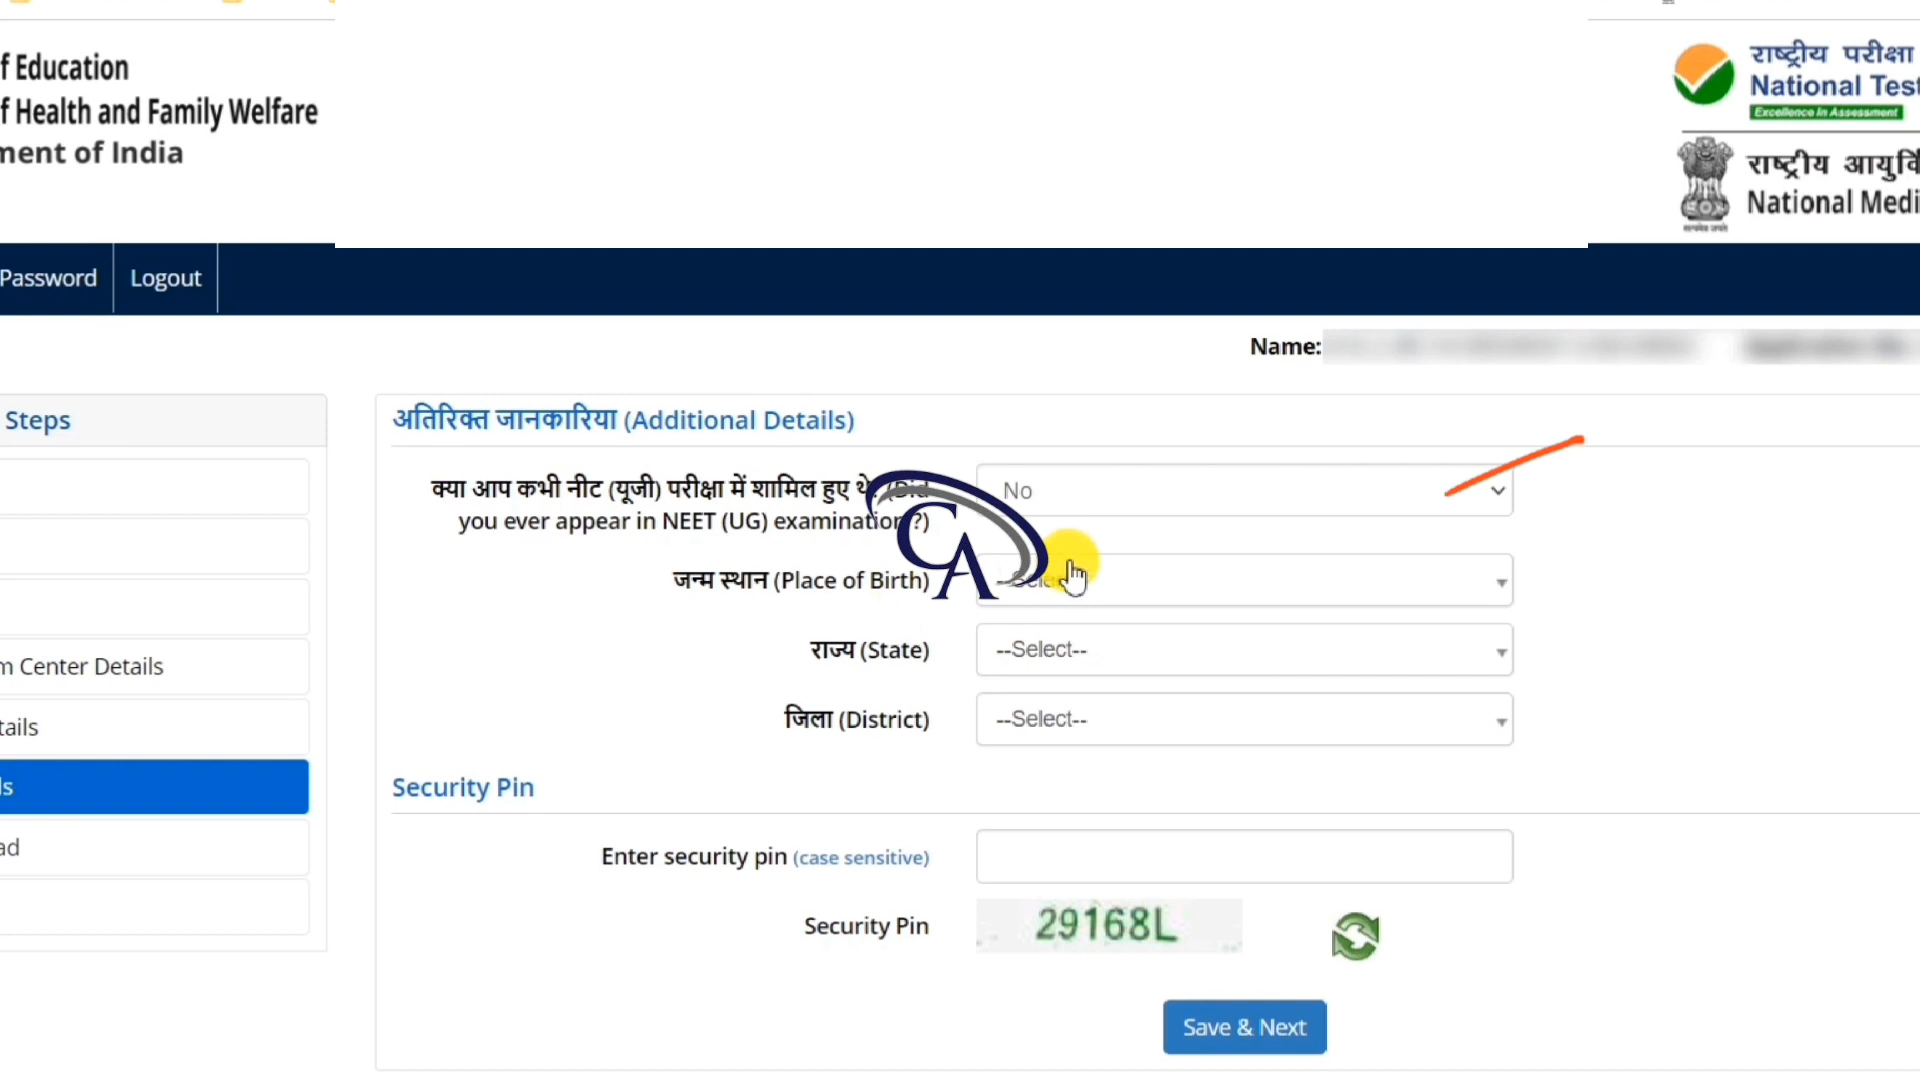 f Education
f Health and Family Welfare
ment of India
राष्ट्रीय परीक्षा
National Test
Excellence In Assessment
राष्ट्रीय आयुर्वि
National Medi
Password
Logout
Name:
Steps
m Center Details
tails
ls
ad
अतिरिक्त जानकारिया (Additional Details)
क्या आप कभी नीट (यूजी) परीक्षा में शामिल हुए थे (Did
you ever appear in NEET (UG) examination ?)
No
CA
जन्म स्थान (Place of Birth)
राज्य (State)
--Select--
जिला (District)
--Select--
Security Pin
Enter security pin (case sensitive)
Security Pin
29168L
Save & Next